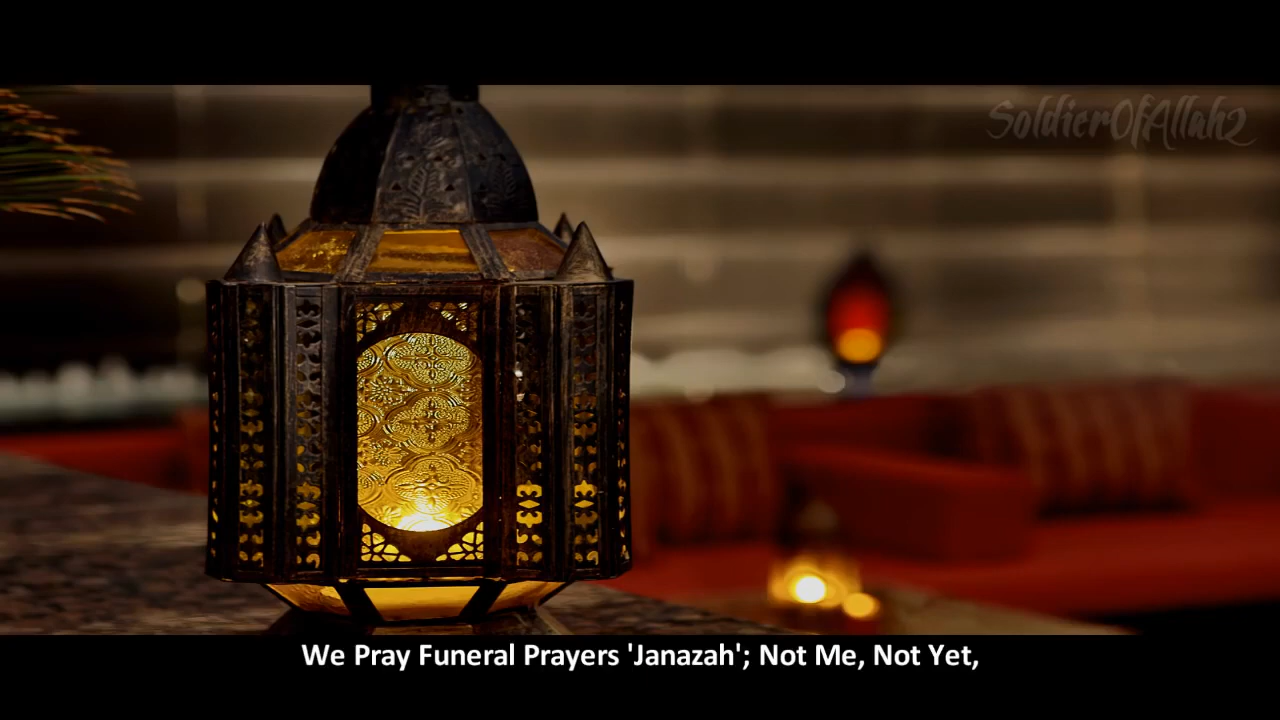 SoldierOfAllah2
We Pray Funeral Prayers 'Janazah'; Not Me, Not Yet,